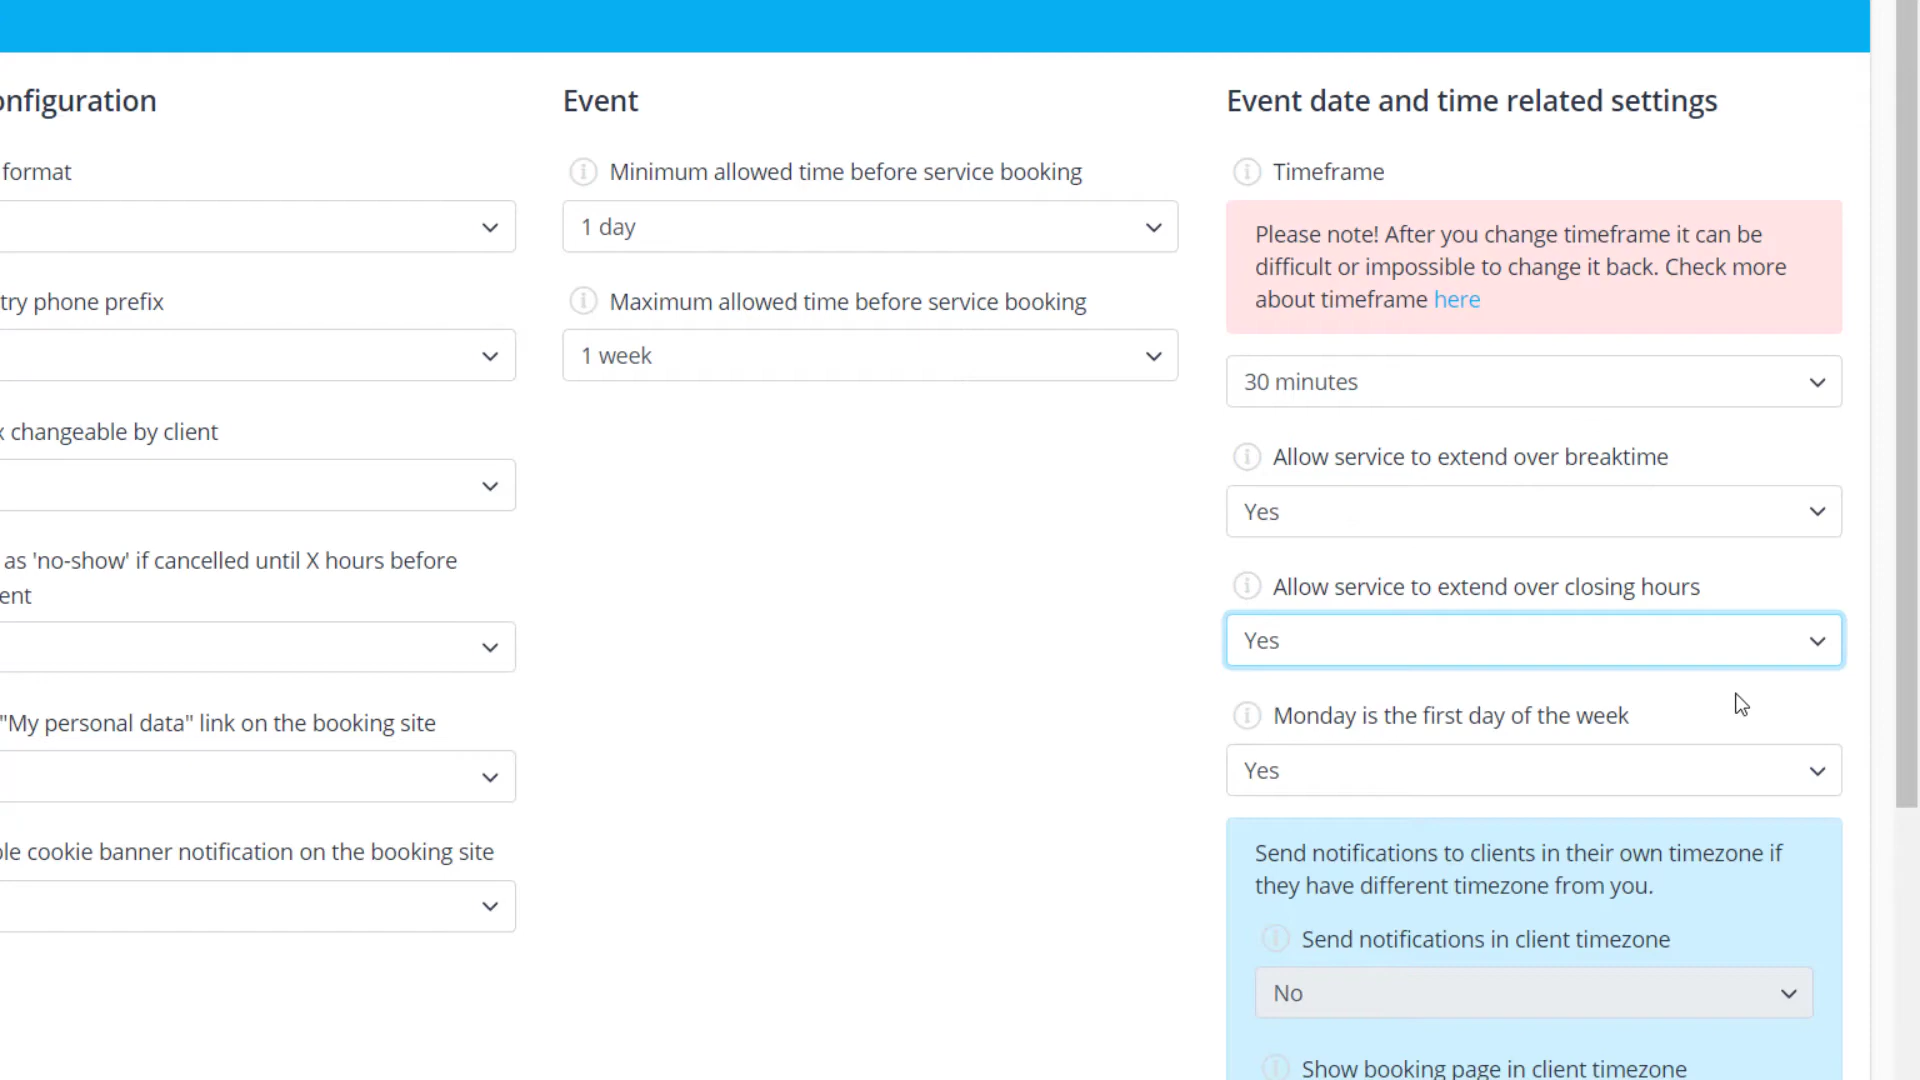 onfiguration
format
try phone prefix
x changeable by client
as 'no-show' if cancelled until X hours before
ent
"My personal data" link on the booking site
le cookie banner notification on the booking site
Event
Minimum allowed time before service booking
1 day
Maximum allowed time before service booking
1 week
Event date and time related settings
Timeframe
Please note! After you change timeframe it can be
difficult or impossible to change it back. Check more
about timeframe here
30 minutes
Allow service to extend over breaktime
Yes
Allow service to extend over closing hours
Yes
Monday is the first day of the week
Yes
Send notifications to clients in their own timezone if
they have different timezone from you.
Send notifications in client timezone
No
Show booking page in client timezone